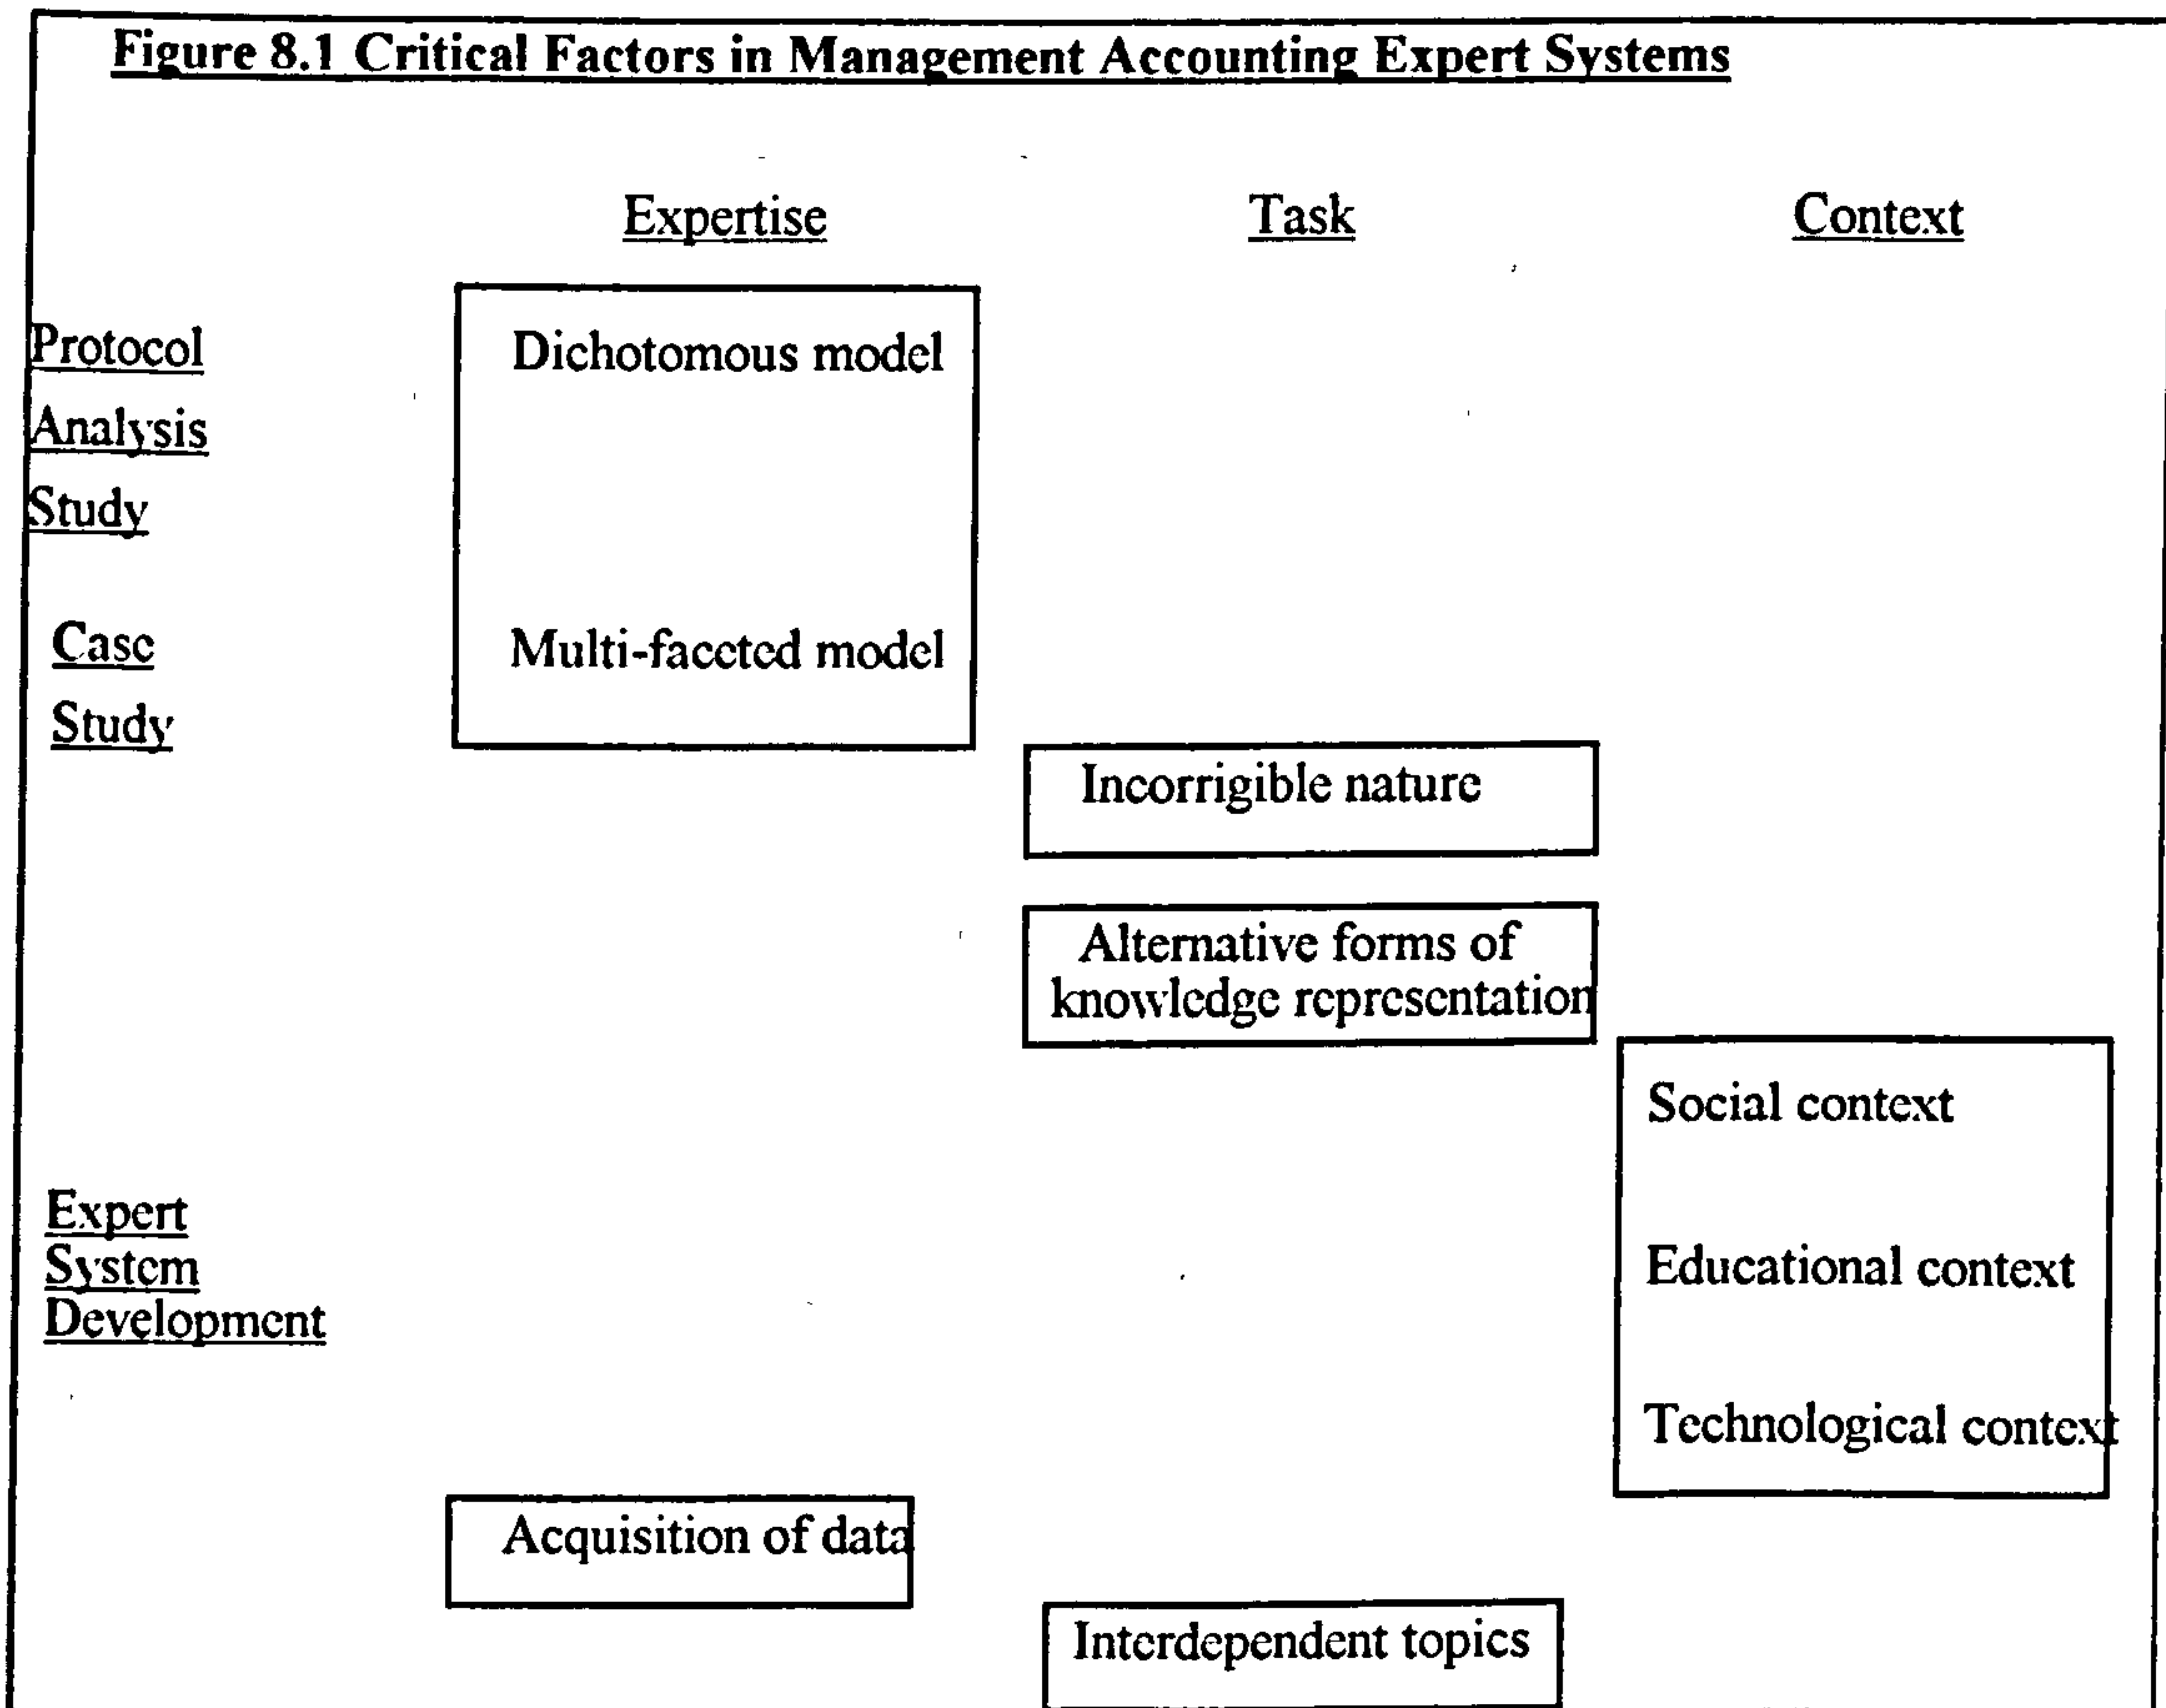 Figure 8.1 Critical Factors in Management Accounting Expert Systems
Expertise Task Context
Protocol Dichotomous model
Analysis
Study
Case Multi-faceted model
Study
Incorrigible nature
Alternative forms of
knowledge representation
Social context
Expert
System Educational context
Development
Technological context
Acquisition of data
Interdependent topics